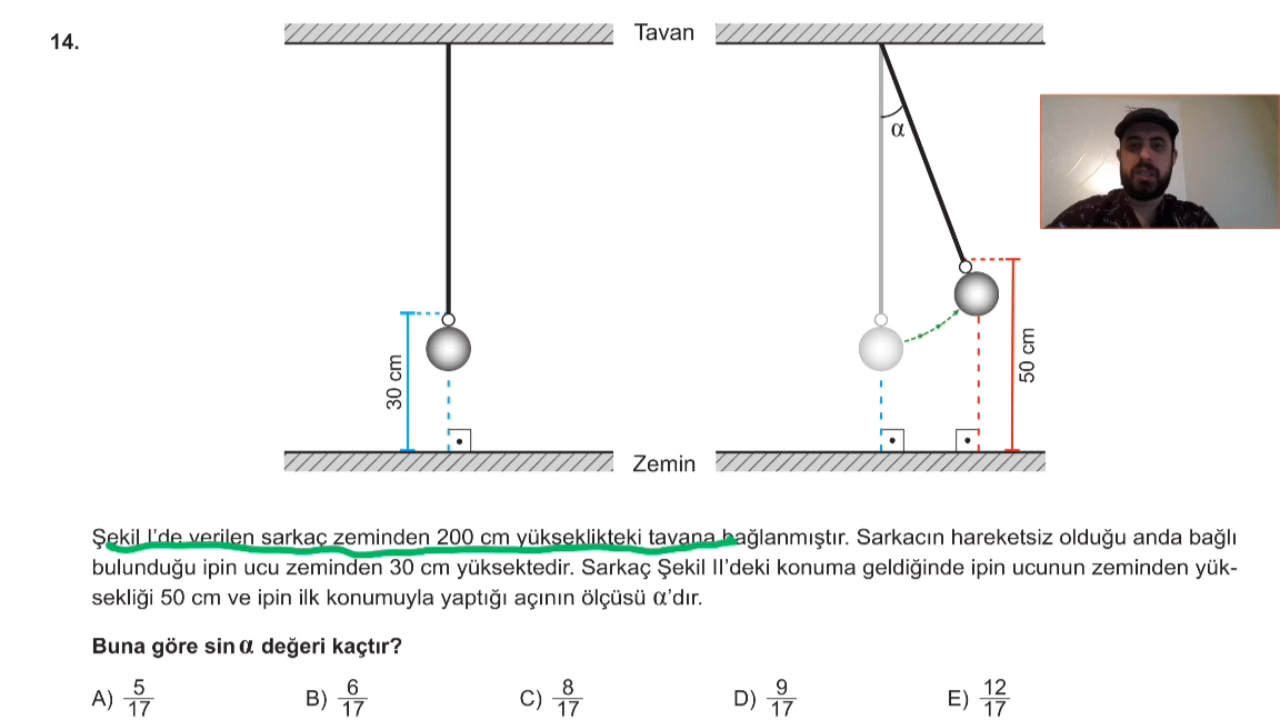 14.
Tavan
α
30 cm
50 cm
Zemin
Şekil I'de verilen sarkaç zeminden 200 cm yükseklikteki tavana bağlanmıştır. Sarkacın hareketsiz olduğu anda bağlı
bulunduğu ipin ucu zeminden 30 cm yüksektedir. Sarkaç Şekil II'deki konuma geldiğinde ipin ucunun zeminden yük-
sekliği 50 cm ve ipin ilk konumuyla yaptığı açının ölçüsü α'dır.
Buna göre sin α değeri kaçtır?
A) 5/17 B) 6/17 C) 8/17 D) 9/17 E) 12/17